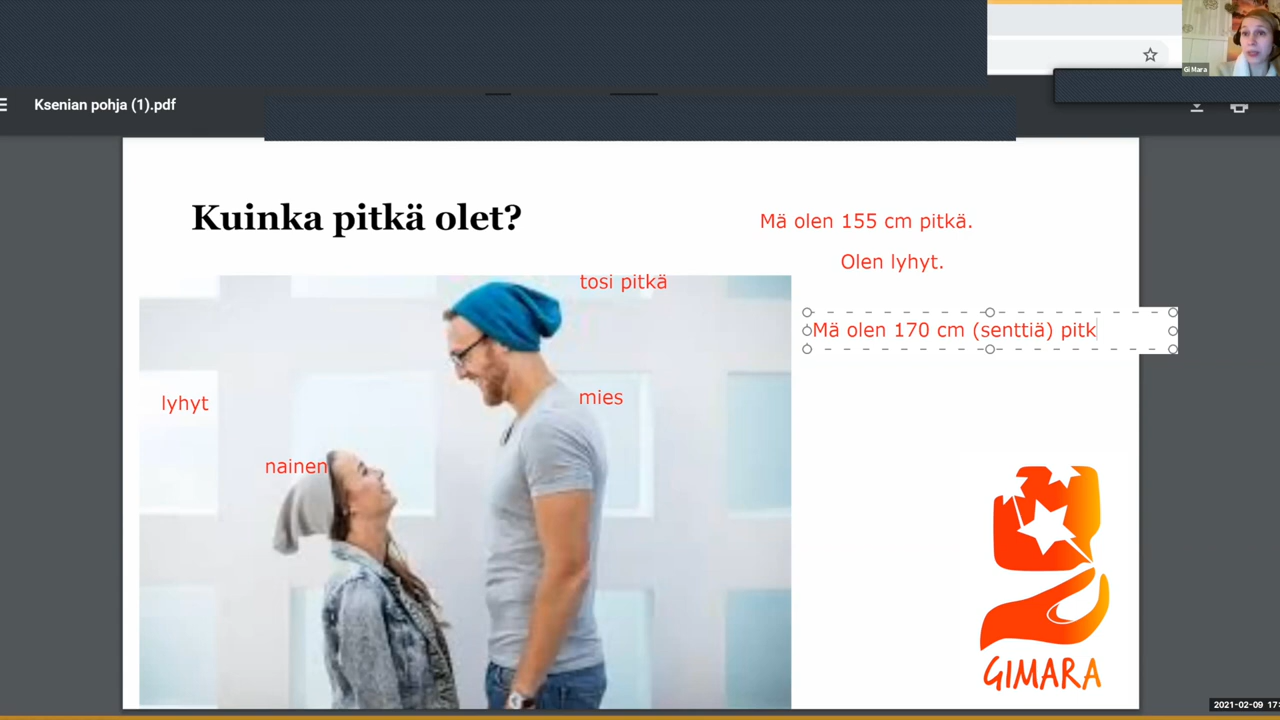 Gi Mara
Ksenian pohja (1).pdf
Kuinka pitkä olet?
Mä olen 155 cm pitkä.
Olen lyhyt.
tosi pitkä
Mä olen 170 cm (senttiä) pitk
lyhyt
mies
nainen
GIMARA
2021-02-09 17